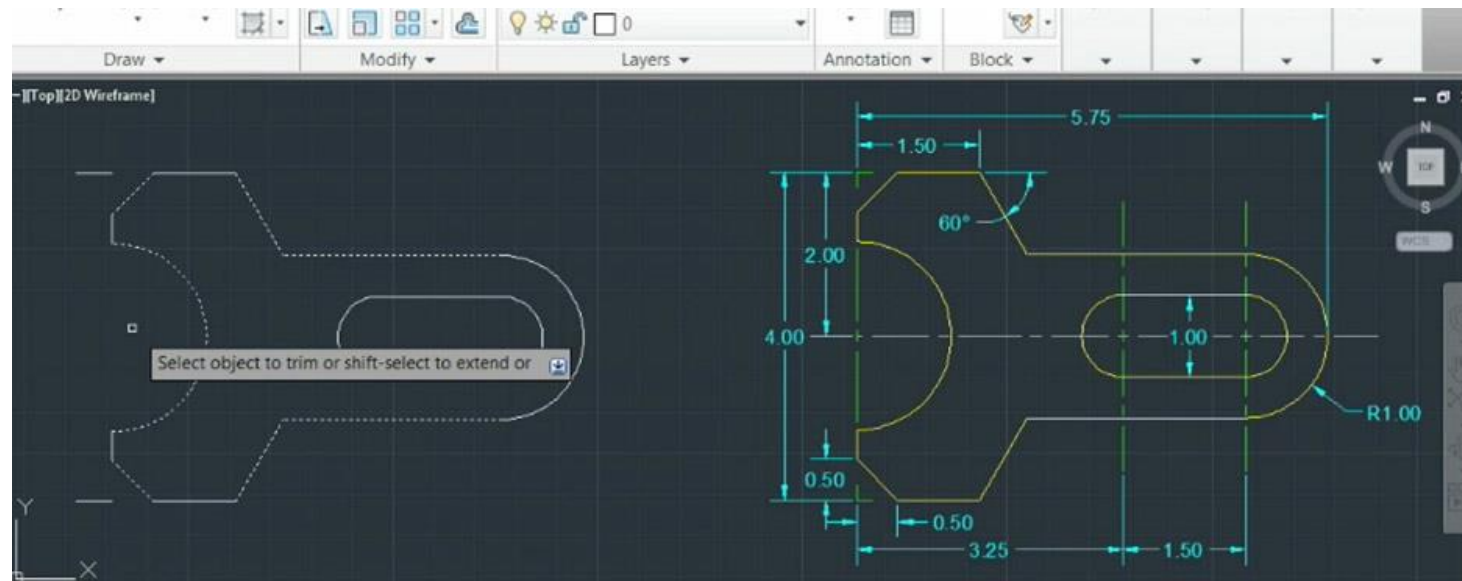 0
Draw Modify Layers Annotation Block
-][Top][2D Wireframe]
5.75
N
1.50
W TOP
60°
S
2.00
WCS
4.00
1.00
Select object to trim or shift-select to extend or
R1.00
0.50
Y
0.50
3.25
1.50
X